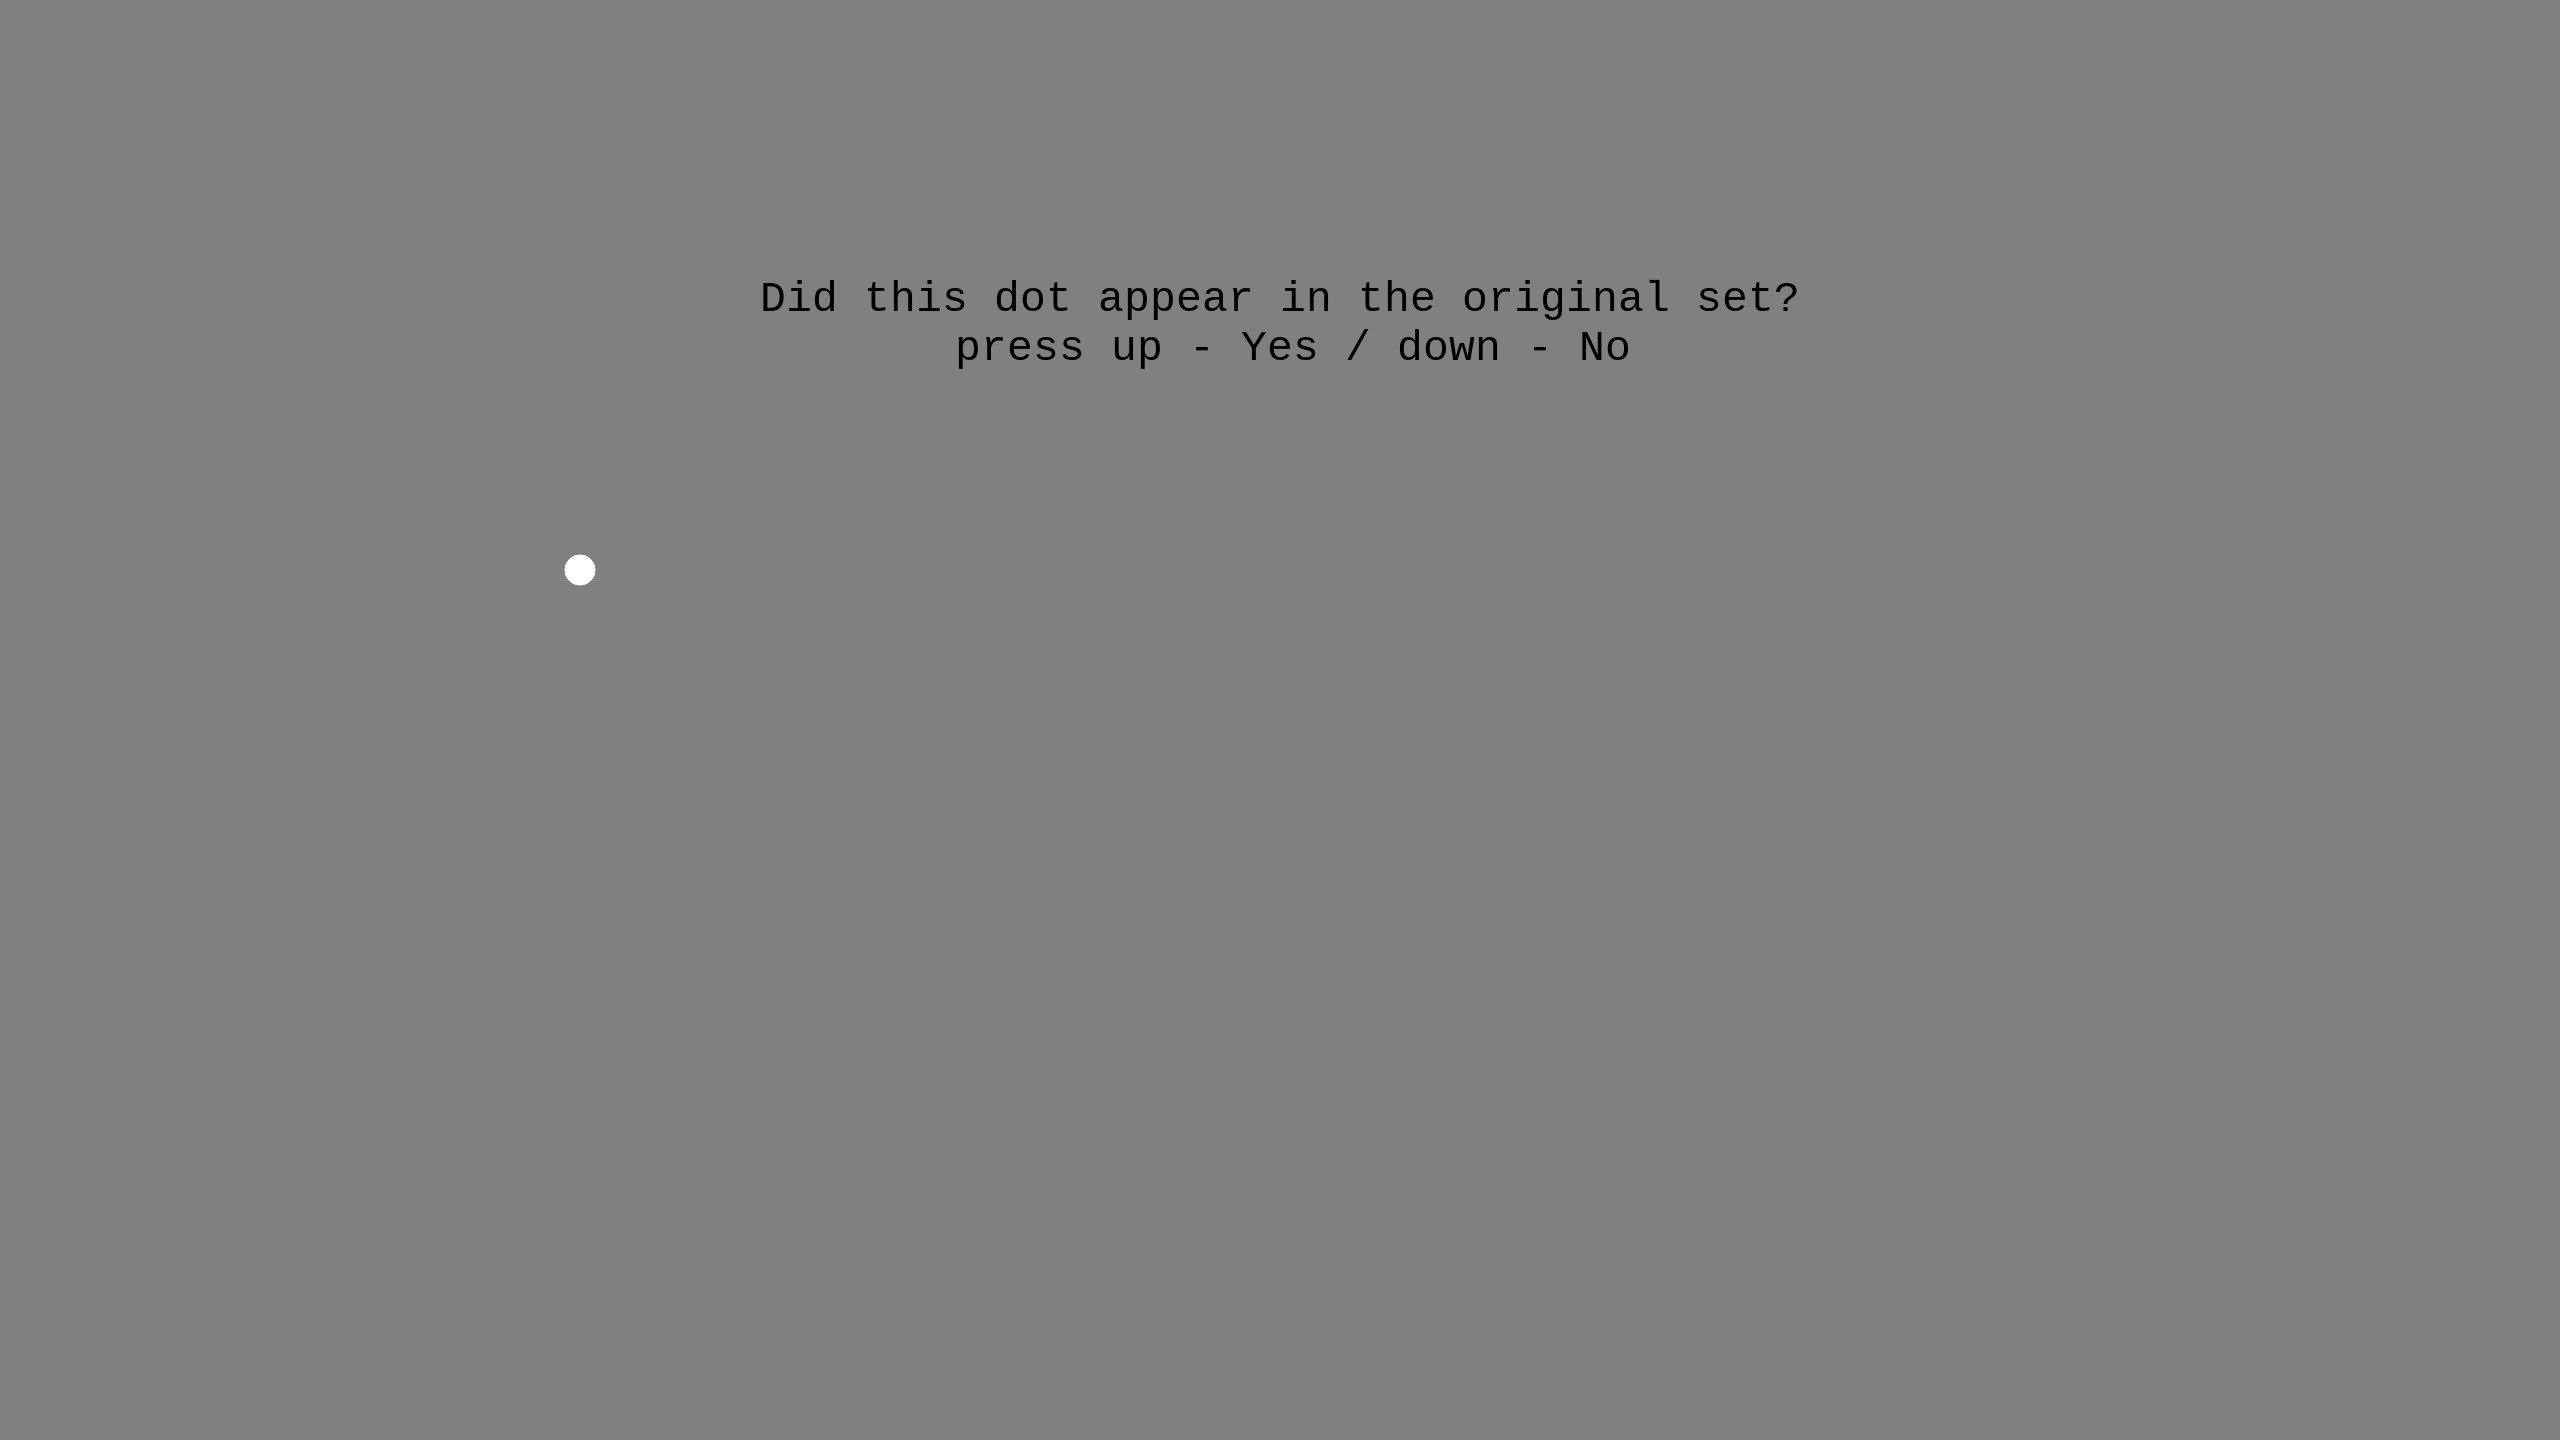 Did this dot appear in the original set?
press up - Yes / down - No